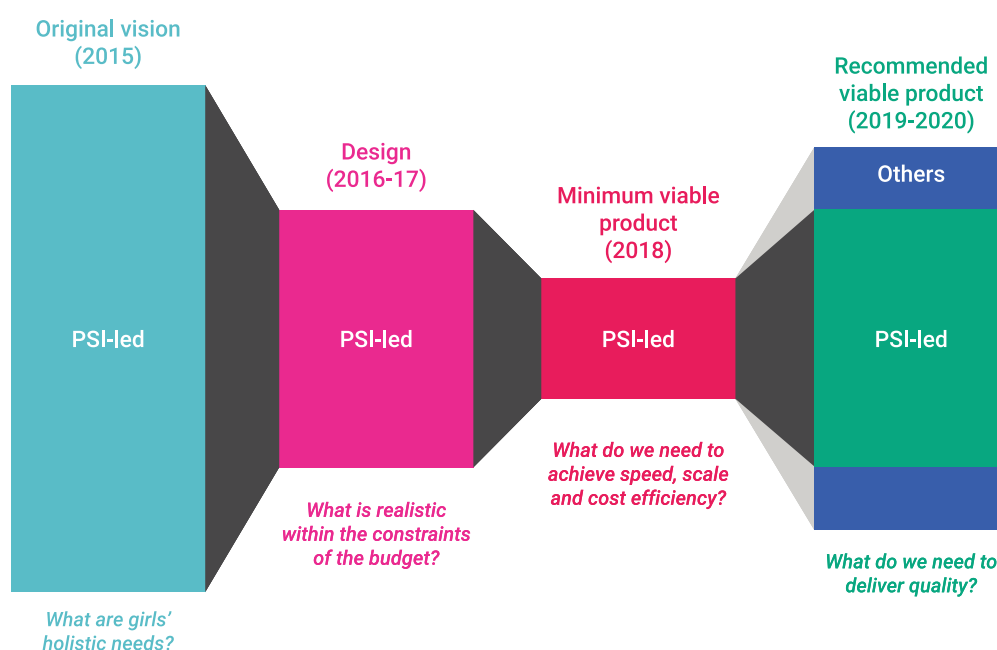 Original vision
(2015)
PSI-led
What are girls’
holistic needs?
Design
(2016-17)
PSI-led
What is realistic
within the constraints
of the budget?
Minimum viable
product
(2018)
PSI-led
What do we need to
achieve speed, scale
and cost efficiency?
Recommended
viable product
(2019-2020)
Others
PSI-led
What do we need to
deliver quality?